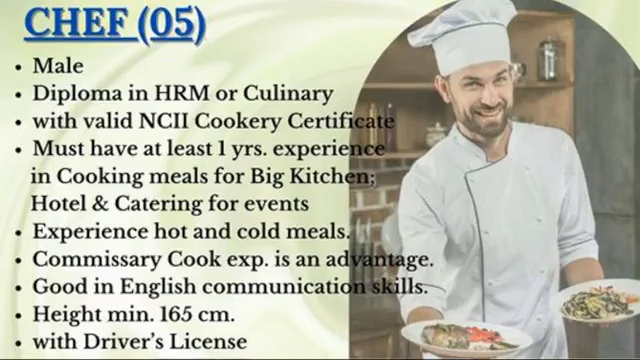 CHEF (05)
• Male
• Diploma in HRM or Culinary
• with valid NCII Cookery Certificate
• Must have at least 1 yrs. experience
in Cooking meals for Big Kitchen;
Hotel & Catering for events
• Experience hot and cold meals.
• Commissary Cook exp. is an advantage.
• Good in English communication skills.
• Height min. 165 cm.
• with Driver's License